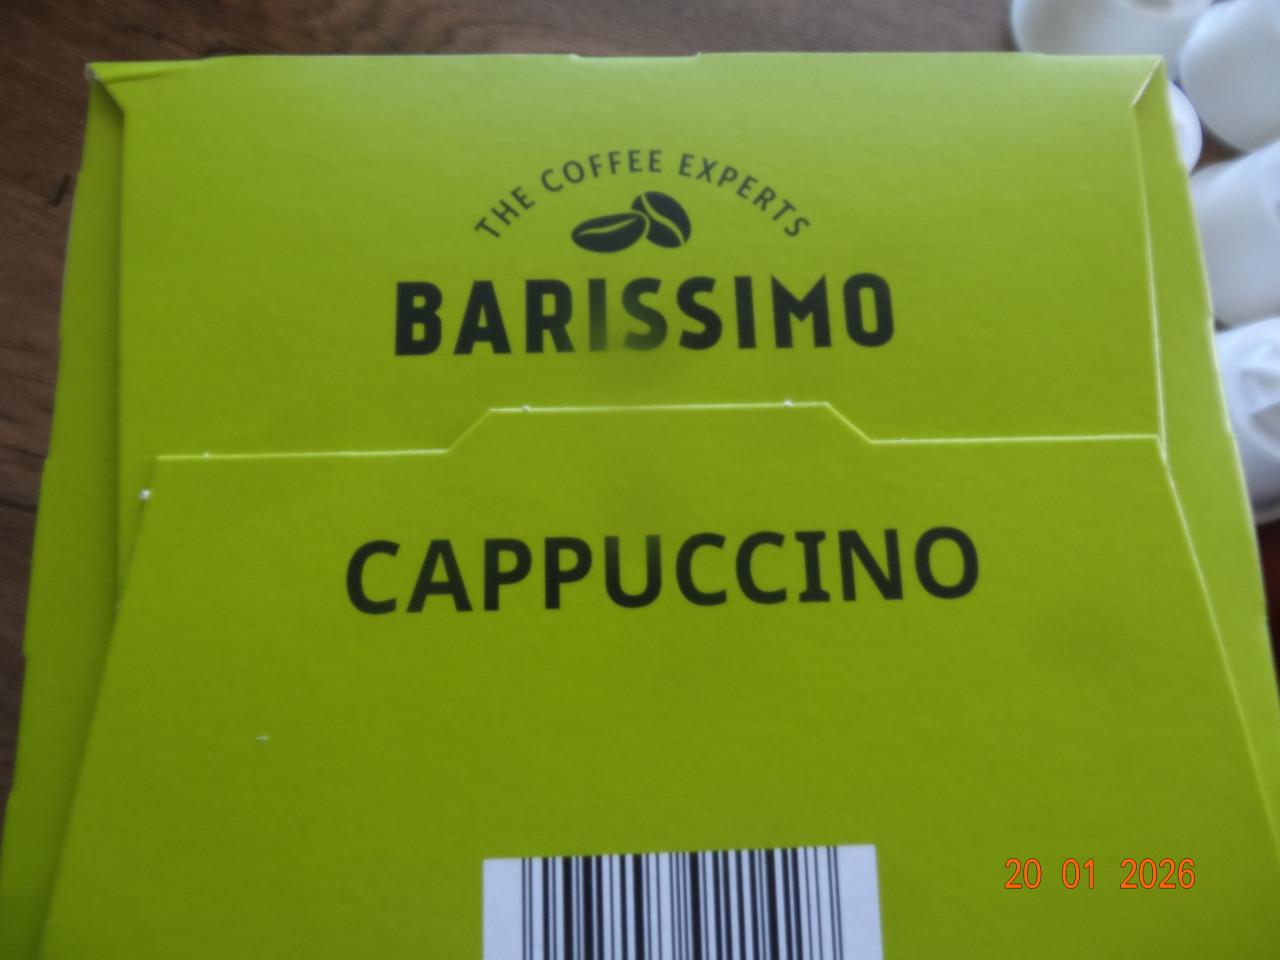 THE COFFEE EXPERTS
BARISSIMO
CAPPUCCINO
20 01 2026